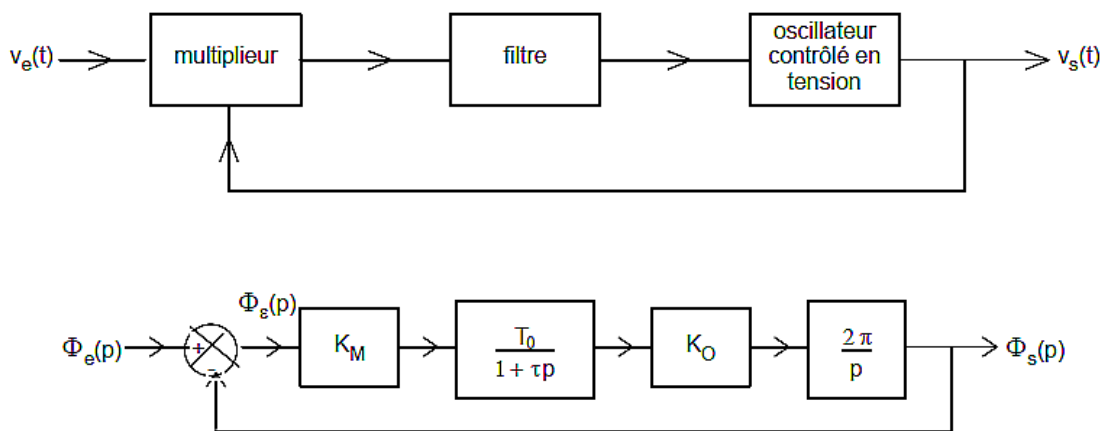 v_e(t)
multiplieur
filtre
oscillateur
contrôlé en
tension
v_s(t)
Φ_e(p)
+
-
Φ_ε(p)
K_M
T_0
1 + τp
K_O
2 π
p
Φ_s(p)